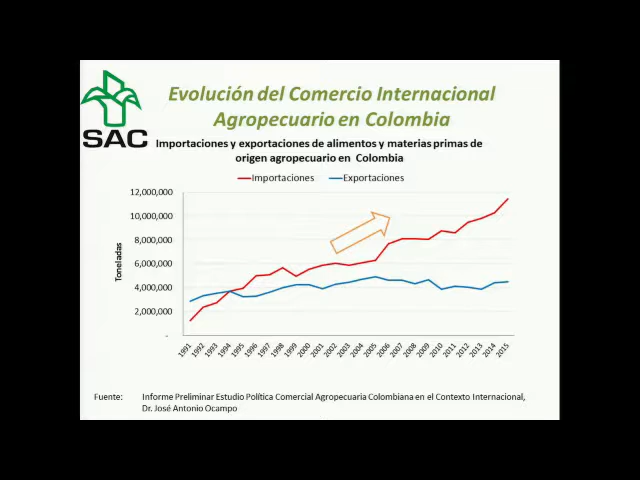 Evolución del Comercio Internacional
Agropecuario en Colombia
SAC
Importaciones y exportaciones de alimentos y materias primas de
origen agropecuario en Colombia
Importaciones Exportaciones
12,000,000
10,000,000
8,000,000
6,000,000
4,000,000
2,000,000
-
Toneladas
1991 1992 1993 1994 1995 1996 1997 1998 1999 2000 2001 2002 2003 2004 2005 2006 2007 2008 2009 2010 2011 2012 2013 2014 2015
Fuente: Informe Preliminar Estudio Política Comercial Agropecuaria Colombiana en el Contexto Internacional,
Dr. José Antonio Ocampo